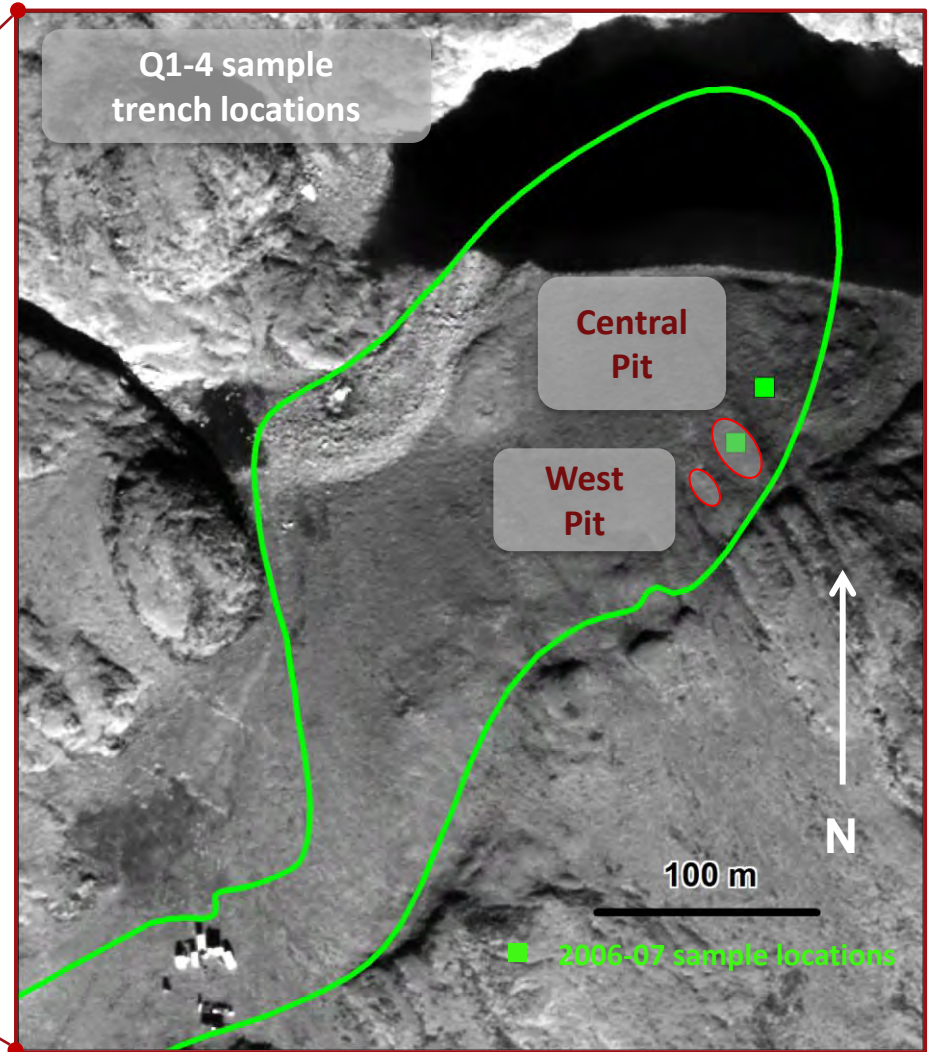 Q1-4 sample
trench locations
Central
Pit
West
Pit
N
100 m
2006-07 sample locations